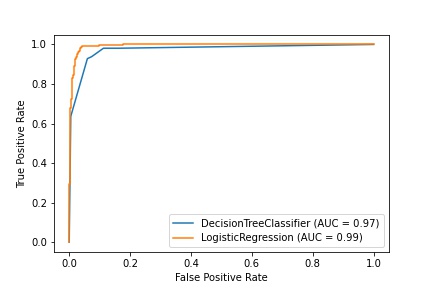 1.0
0.8
0.6
0.4
0.2
0.0
True Positive Rate
DecisionTreeClassifier (AUC = 0.97)
LogisticRegression (AUC = 0.99)
0.0 0.2 0.4 0.6 0.8 1.0
False Positive Rate